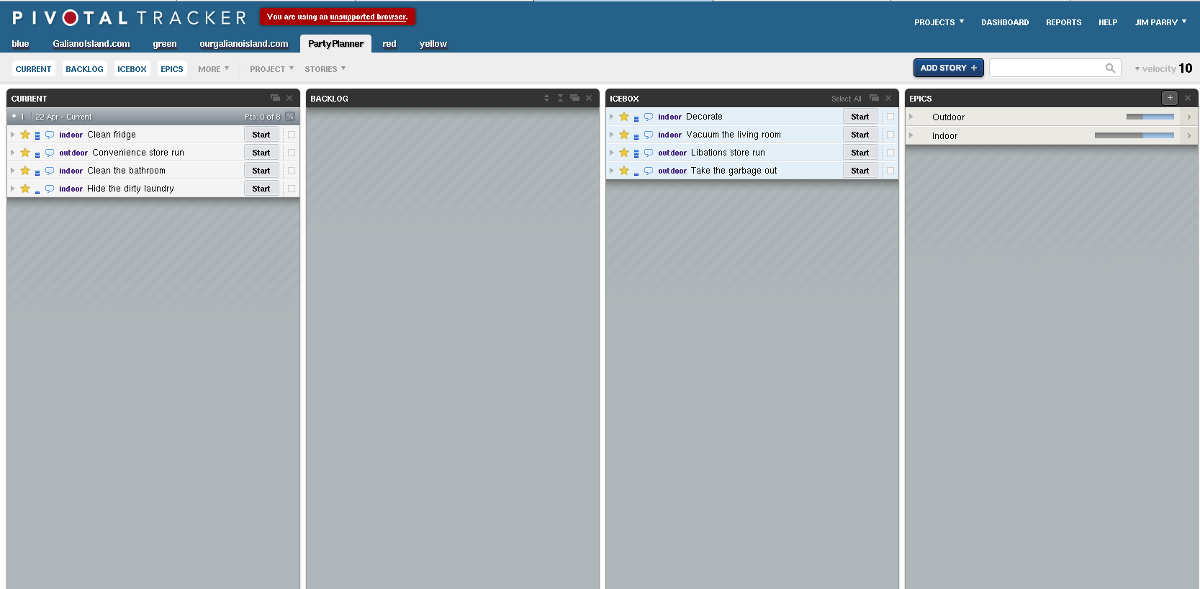 PIVOTAL TRACKER
You are using an unsupported browser.
PROJECTS DASHBOARD REPORTS HELP JIM PARRY
blue GalianoIsland.com green ourgalianoisland.com PartyPlanner red yellow
CURRENT BACKLOG ICEBOX EPICS MORE PROJECT STORIES ADD STORY + velocity 10
CURRENT
1 22 Apr - Current Pts: 0 of 8
indoor Clean fridge Start
outdoor Convenience store run Start
indoor Clean the bathroom Start
indoor Hide the dirty laundry Start
BACKLOG
ICEBOX Select All
indoor Decorate Start
indoor Vacuum the living room Start
outdoor Libations store run Start
outdoor Take the garbage out Start
EPICS +
Outdoor
Indoor